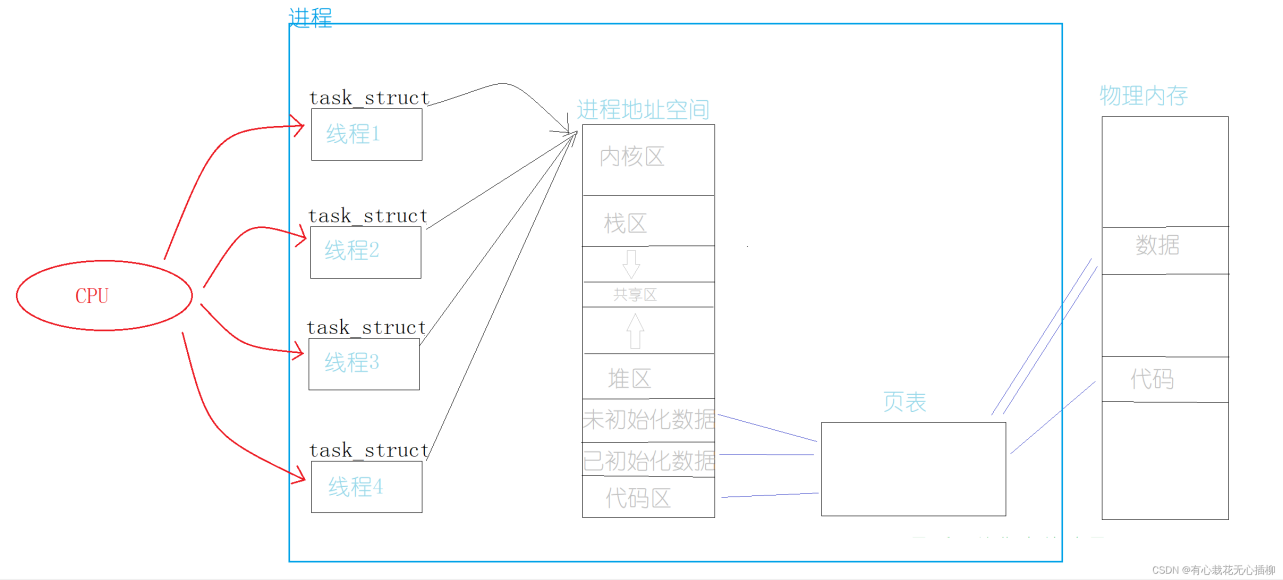 进程
task_struct
线程1
task_struct
线程2
task_struct
线程3
task_struct
线程4
CPU
进程地址空间
内核区
栈区
共享区
堆区
未初始化数据
已初始化数据
代码区
页表
物理内存
数据
代码
CSDN @有心栽花无心插柳